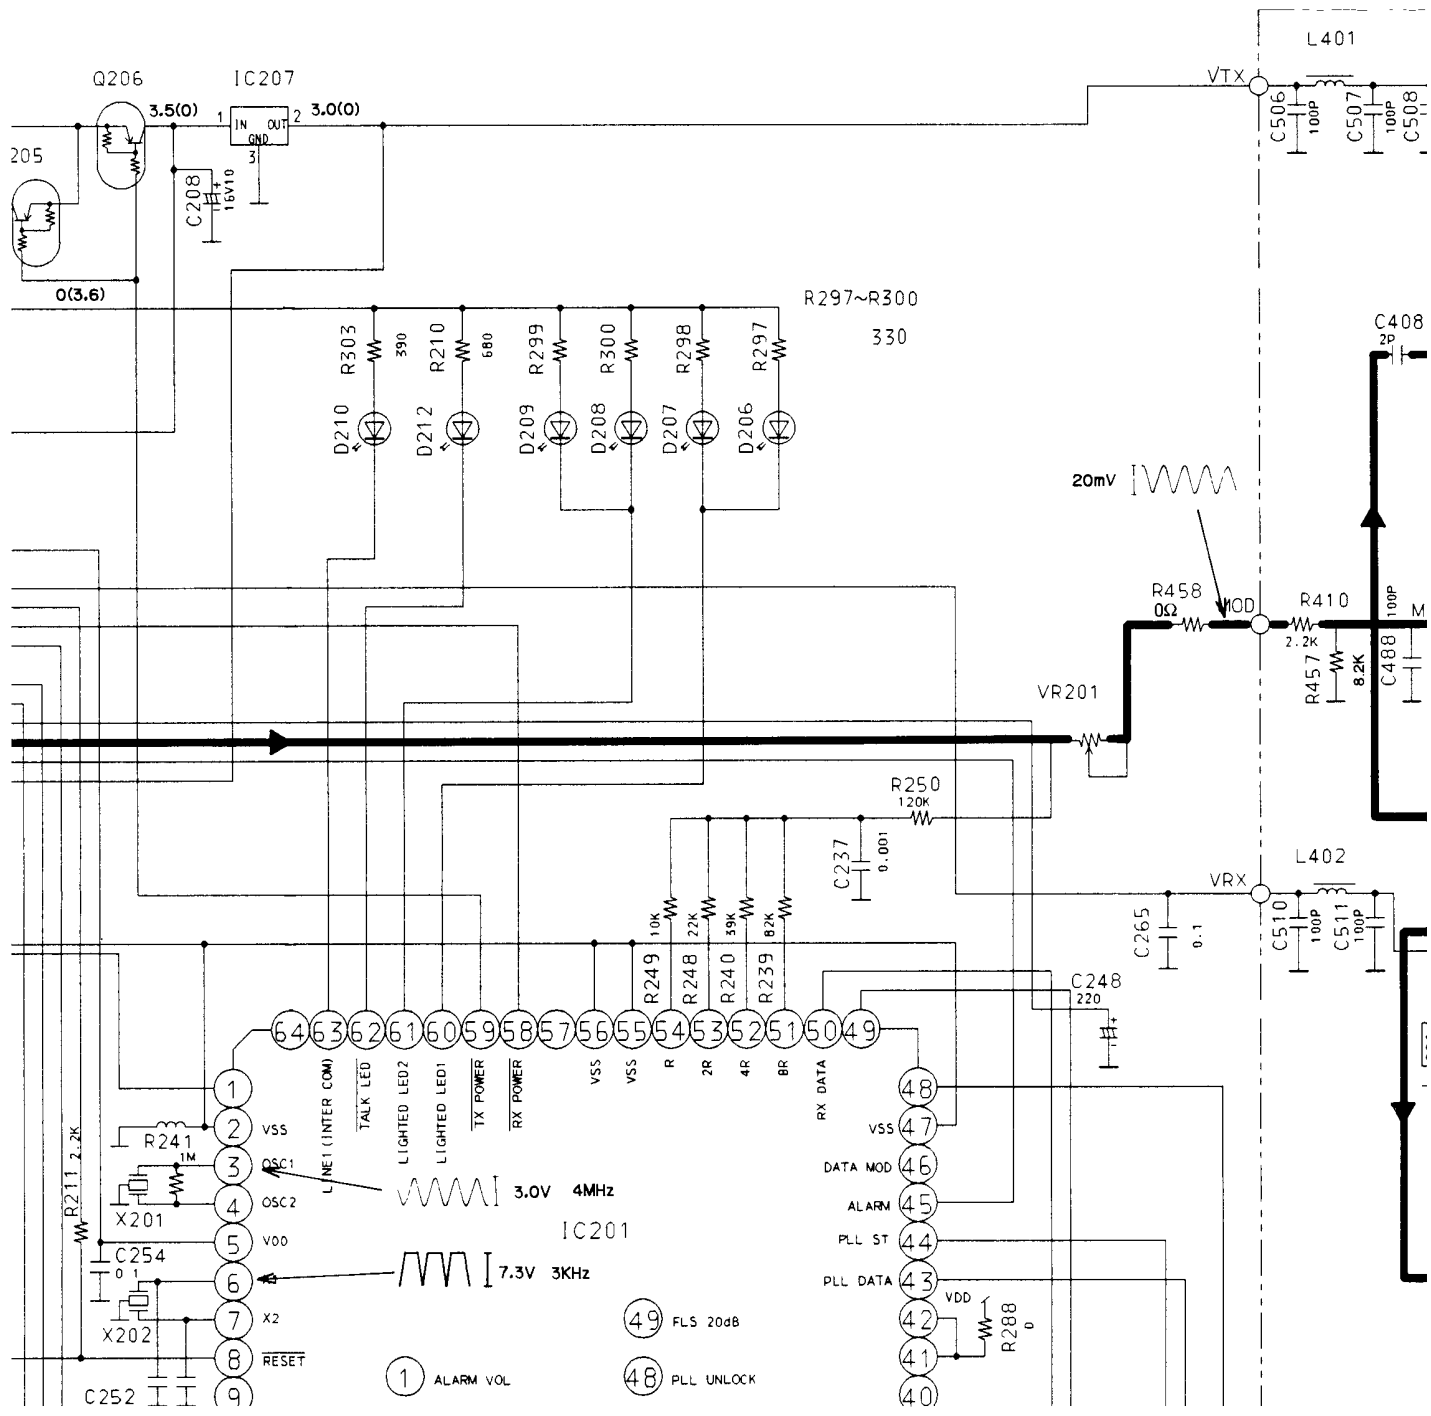 L401
Q206
IC207
VTX
3.5(0)
3.0(0)
1
IN
OUT
2
GND
3
C506
100P
C507
100P
C508
205
C208
16V10
+
0(3.6)
R297~R300
330
R303
390
R210
680
R299
R300
R298
R297
C408
2P
D210
D212
D209
D208
D207
D206
20mV
R458
0Ω
MOD
R410
2.2K
100P
M
R457
8.2K
C488
VR201
R250
120K
C237
0.001
L402
VRX
C265
0.1
C510
100P
C511
100P
10K
22K
39K
82K
R249
R248
R240
R239
C248
220
+
64
63
62
61
60
59
58
57
56
55
54
53
52
51
50
49
LINE1 (INTER COM)
TALK LED
LIGHTED LED2
LIGHTED LED1
TX POWER
RX POWER
VSS
VSS
R
2R
4R
8R
RX DATA
1
48
2
VSS
VSS
47
R241
1M
3
OSC1
DATA MOD
46
R211
2.2K
3.0V 4MHz
4
OSC2
ALARM
45
X201
IC201
5
VDD
PLL ST
44
C254
0.1
6
7.3V 3KHz
PLL DATA
43
VDD
42
R288
0
X202
7
X2
49
FLS 20dB
41
8
RESET
1
ALARM VOL
48
PLL UNLOCK
C252
9
40